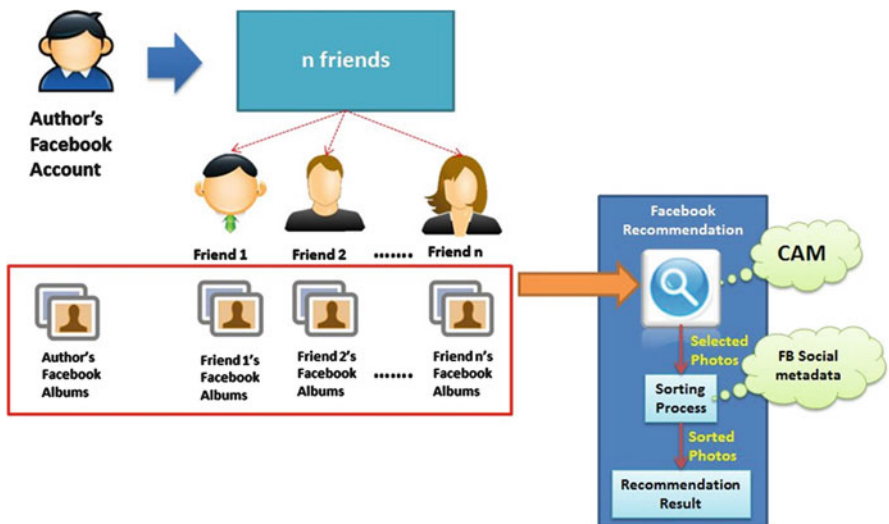 n friends
Author's
Facebook
Account
Friend 1
Friend 2
.......
Friend n
Author's
Facebook
Albums
Friend 1's
Facebook
Albums
Friend 2's
Facebook
Albums
.......
Friend n's
Facebook
Albums
Facebook
Recommendation
CAM
Selected
Photos
FB Social
metadata
Sorting
Process
Sorted
Photos
Recommendation
Result